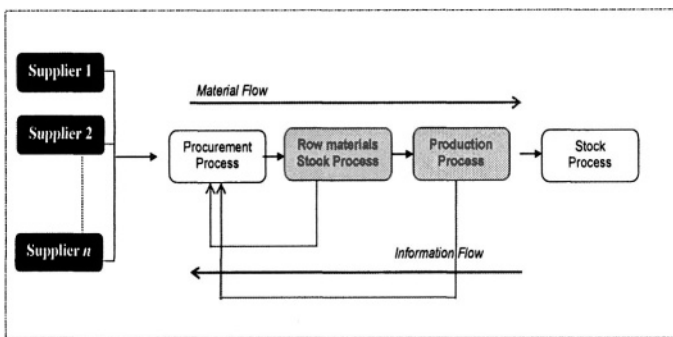 Supplier 1
Material Flow
Supplier 2
Procurement
Process
Row materials
Stock Process
Production
Process
Stock
Process
Supplier n
Information Flow